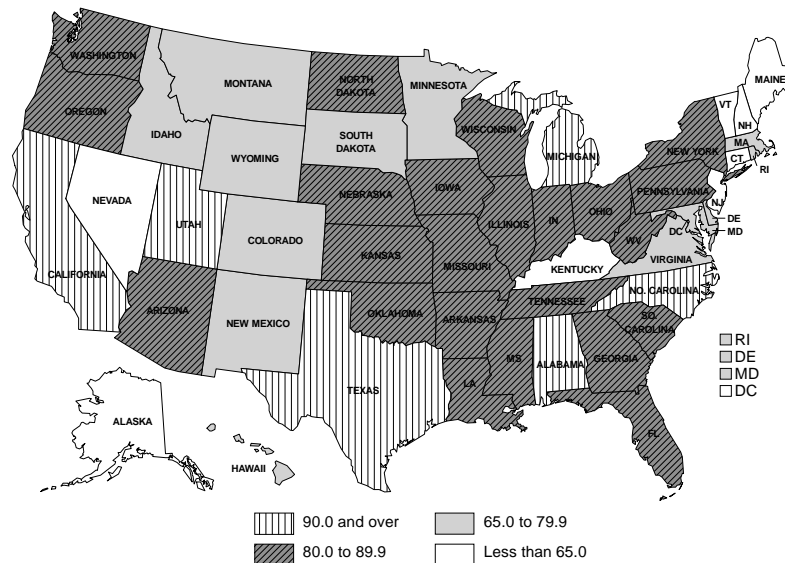 WASHINGTON
OREGON
CALIFORNIA
NEVADA
IDAHO
MONTANA
WYOMING
UTAH
COLORADO
ARIZONA
NEW MEXICO
NORTH
DAKOTA
SOUTH
DAKOTA
NEBRASKA
KANSAS
OKLAHOMA
TEXAS
MINNESOTA
IOWA
MISSOURI
ARKANSAS
LA
WISCONSIN
ILLINOIS
MICHIGAN
IN
OHIO
KENTUCKY
TENNESSEE
MS
ALABAMA
GEORGIA
FL
SO.
CAROLINA
NO. CAROLINA
VIRGINIA
WV
DC
PENNSYLVANIA
NEW YORK
NJ
DE
MD
CT
RI
MA
VT
NH
MAINE
ALASKA
HAWAII
RI
DE
MD
DC
90.0 and over
80.0 to 89.9
65.0 to 79.9
Less than 65.0